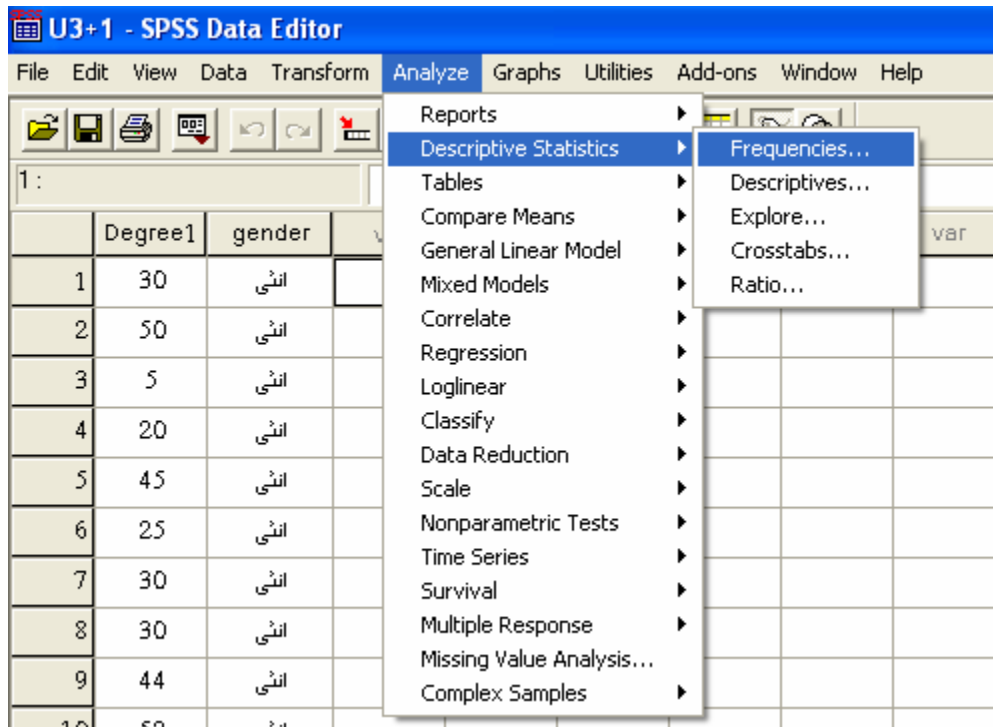 SPSS
U3+1 - SPSS Data Editor
File Edit View Data Transform Analyze Graphs Utilities Add-ons Window Help
Reports
Descriptive Statistics
Frequencies...
1 :
Tables
Descriptives...
Compare Means
Explore...
Degree1 gender var
General Linear Model
Crosstabs...
1 30 انثى
Mixed Models
Ratio...
Correlate
2 50 انثى
Regression
3 5 انثى
Loglinear
Classify
4 20 انثى
Data Reduction
5 45 انثى
Scale
6 25 انثى
Nonparametric Tests
Time Series
7 30 انثى
Survival
8 30 انثى
Multiple Response
Missing Value Analysis...
9 44 انثى
Complex Samples